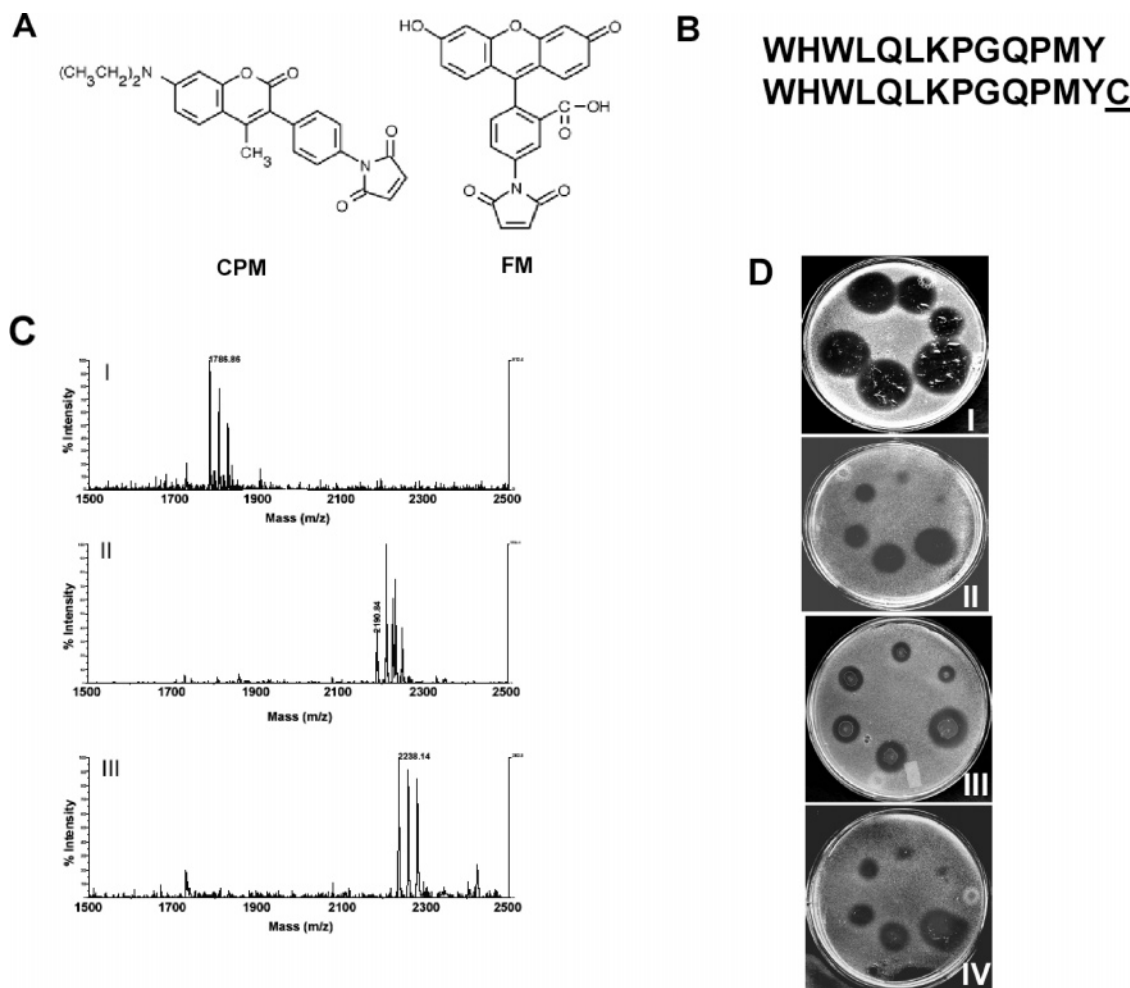 A
(CH3CH2)2 N
O
O
CH3
N
O
O
CPM
HO
O
O
C
OH
O
O
N
O
FM
B
WHWLQLKPGQPMY
WHWLQLKPGQPMYC
C
I
1786.86
% Intensity
1500 1700 1900 2100 2300 2500
Mass (m/z)
II
2190.84
% Intensity
1500 1700 1900 2100 2300 2500
Mass (m/z)
III
2238.14
% Intensity
1500 1700 1900 2100 2300 2500
Mass (m/z)
D
I
II
III
IV